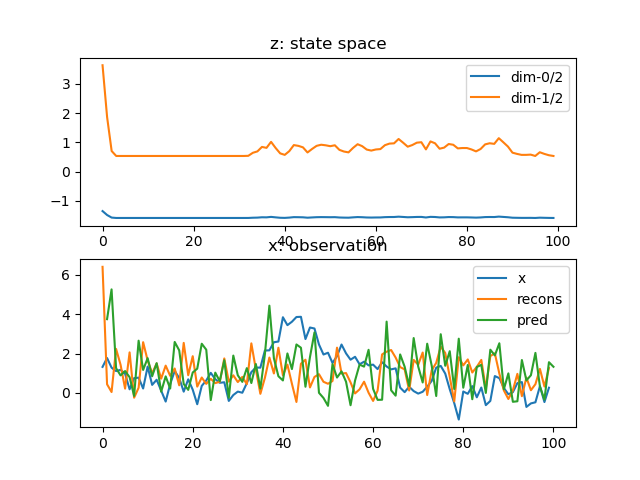 z: state space
dim-0/2
dim-1/2
3
2
1
0
−1
0 20 40 60 80 100
x: observation
x
recons
pred
6
4
2
0
0 20 40 60 80 100